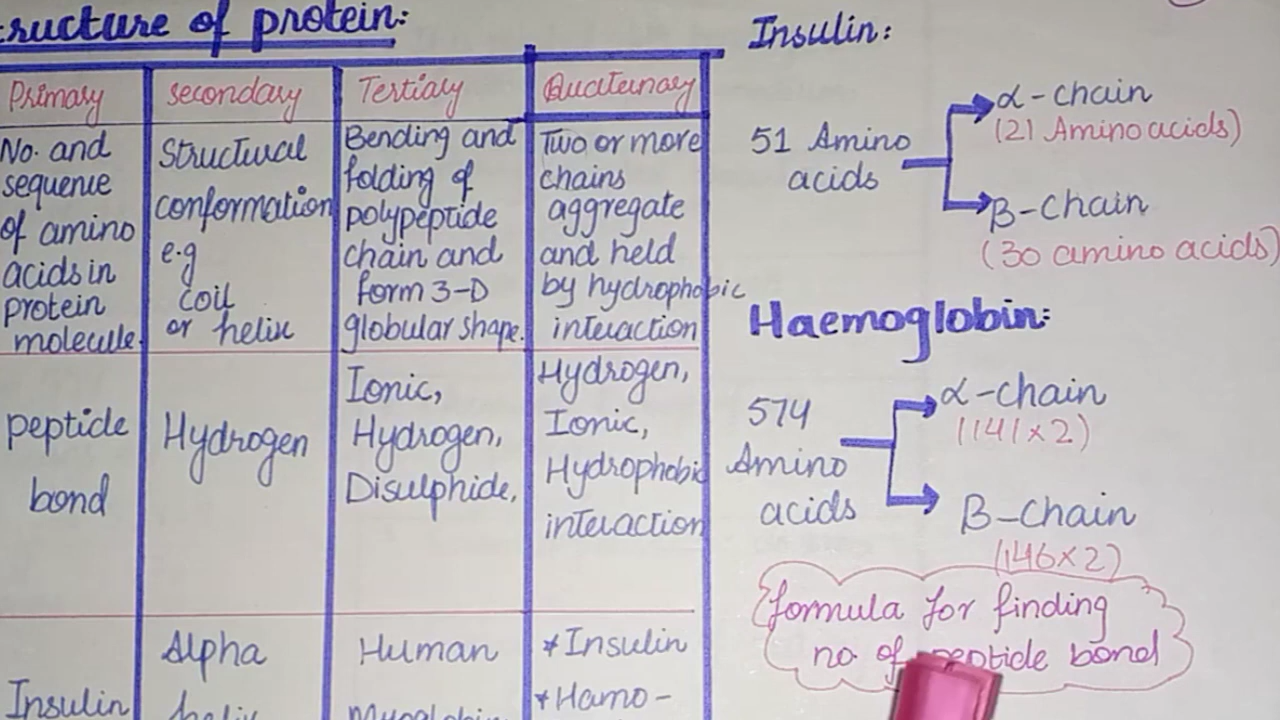 tructure of protein:
Primary
No. and
sequence
of amino
acids in
protein
molecule.
peptide
bond
Insulin
secondary
Structural
conformation
e.g
coil
or helix
Hydrogen
Alpha
helix
Tertiary
Bending and
folding of
polypeptide
chain and
form 3-D
globular shape.
Ionic,
Hydrogen,
Disulphide,
Human
Myoglobin
Quaternary
Two or more
chains
aggregate
and held
by hydrophobic
interaction
Hydrogen,
Ionic,
Hydrophobic
interaction
*Insulin
*Hamo-
Insulin:
51 Amino
acids
α-chain
(21 Amino acids)
β-chain
(30 amino acids)
Haemoglobin:
574
Amino
acids
α-chain
(141×2)
β-chain
(146×2)
formula for finding
no of peptide bond